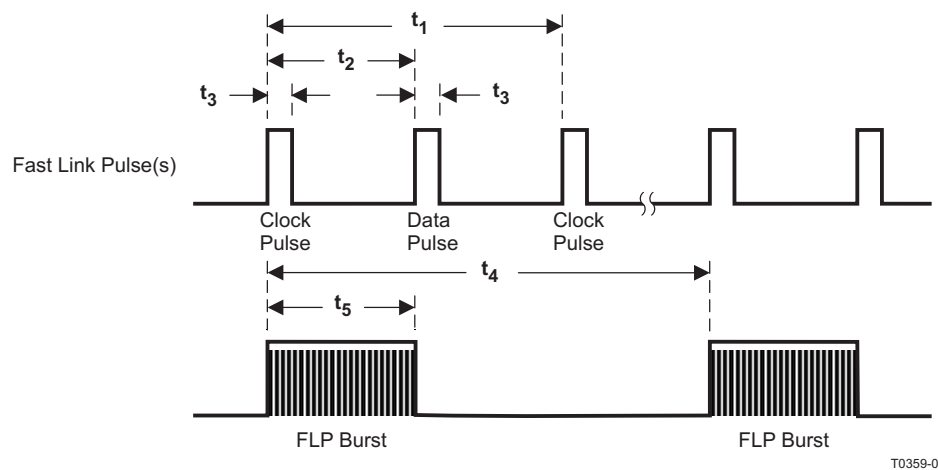 t1
t2
t3
t3
Fast Link Pulse(s)
Clock
Pulse
Data
Pulse
Clock
Pulse
t4
t5
FLP Burst
FLP Burst
T0359-0